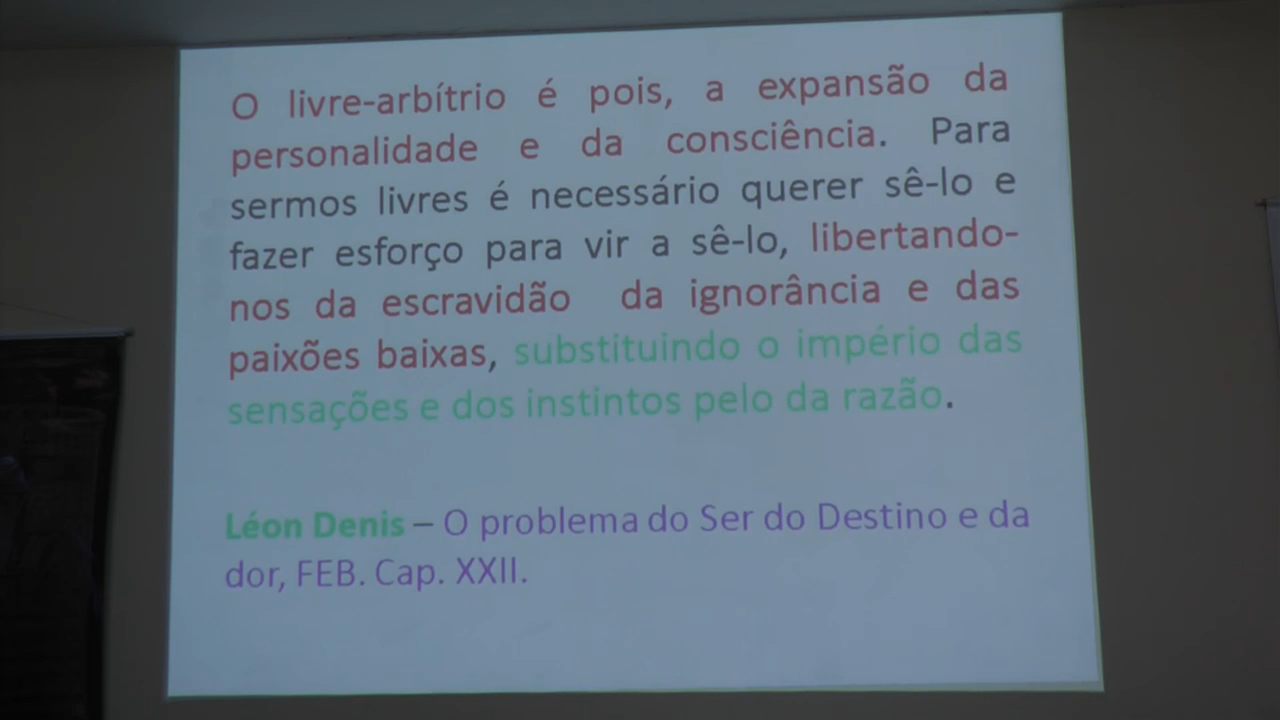 O livre-arbítrio é pois, a expansão da
personalidade e da consciência. Para
sermos livres é necessário querer sê-lo e
fazer esforço para vir a sê-lo, libertando-
nos da escravidão da ignorância e das
paixões baixas, substituindo o império das
sensações e dos instintos pelo da razão.
Léon Denis – O problema do Ser do Destino e da
dor, FEB. Cap. XXII.